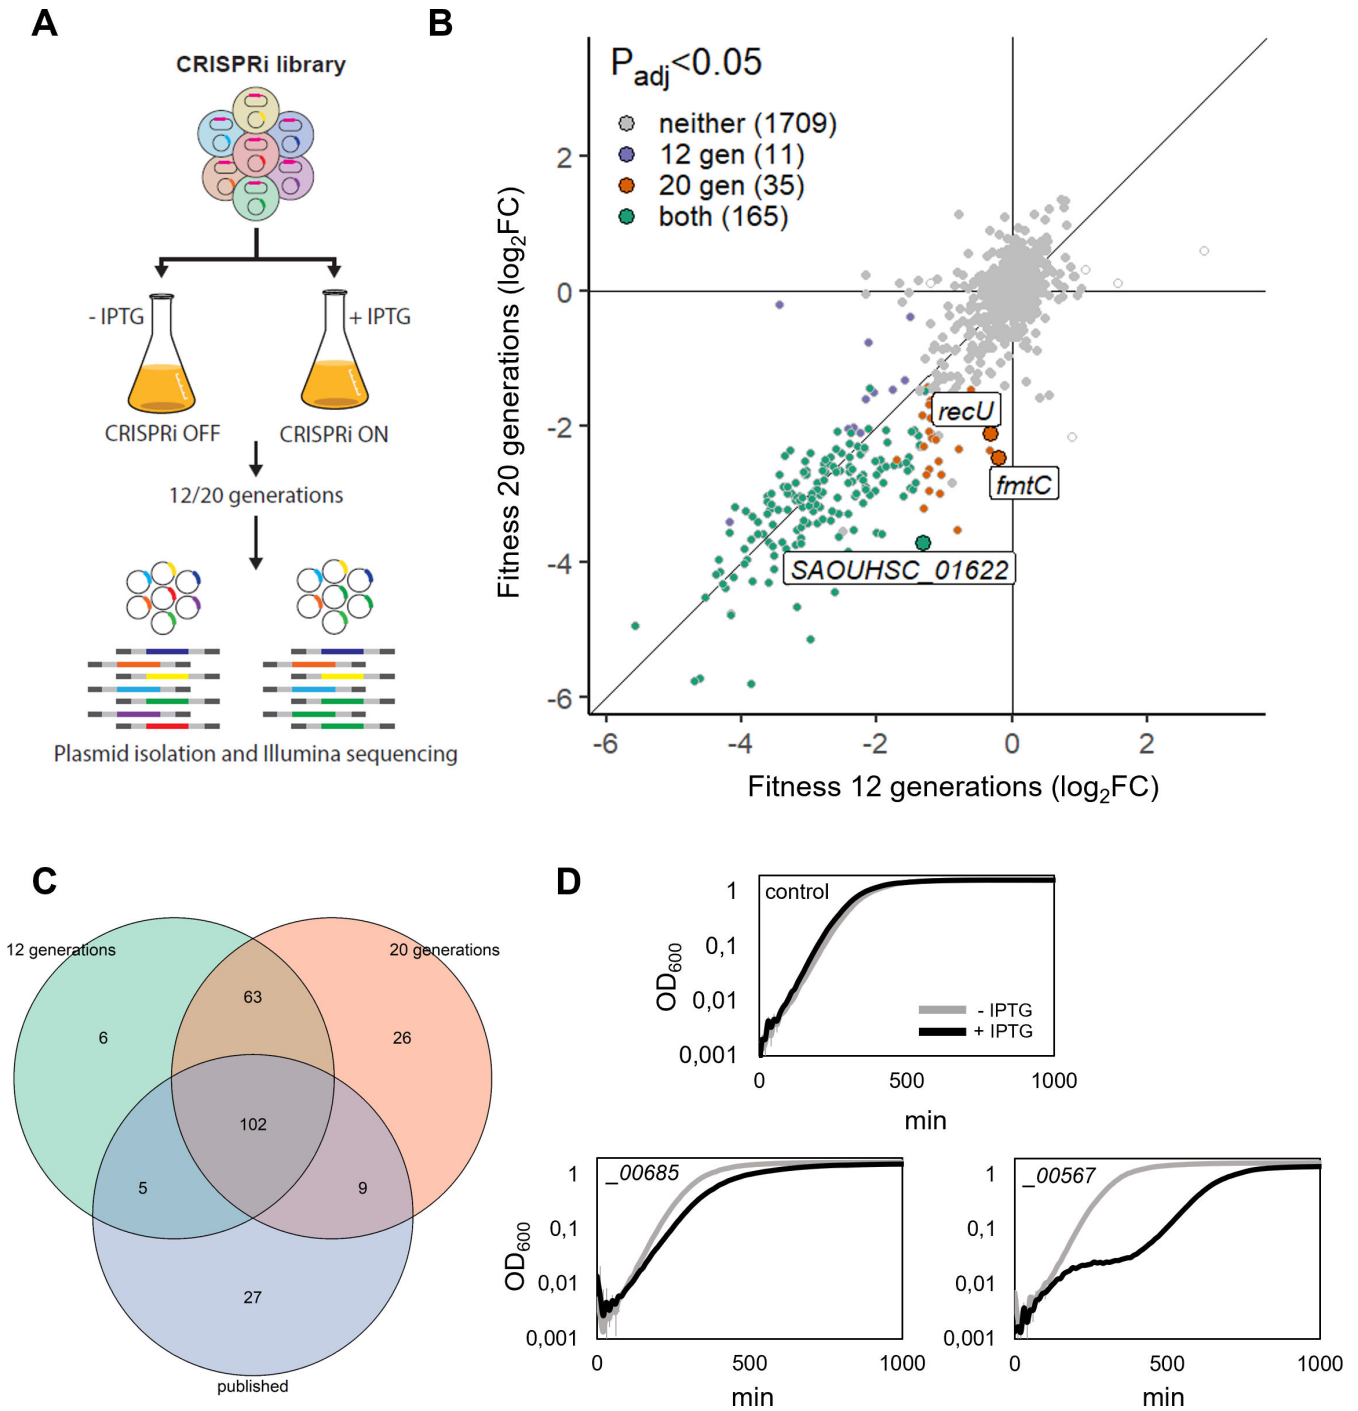 A
CRISPRi library
- IPTG
+ IPTG
CRISPRi OFF
CRISPRi ON
12/20 generations
Plasmid isolation and Illumina sequencing
B
Padj<0.05
neither (1709)
12 gen (11)
20 gen (35)
both (165)
Fitness 20 generations (log2FC)
2
0
-2
-4
-6
recU
fmtC
SAOUHSC_01622
-6 -4 -2 0 2
Fitness 12 generations (log2FC)
C
12 generations
20 generations
63
6
26
102
5
9
27
published
D
control
OD600
1
0,1
0,01
0,001
- IPTG
+ IPTG
0 500 1000
min
_00685
OD600
1
0,1
0,01
0,001
0 500 1000
min
_00567
1
0,1
0,01
0,001
0 500 1000
min